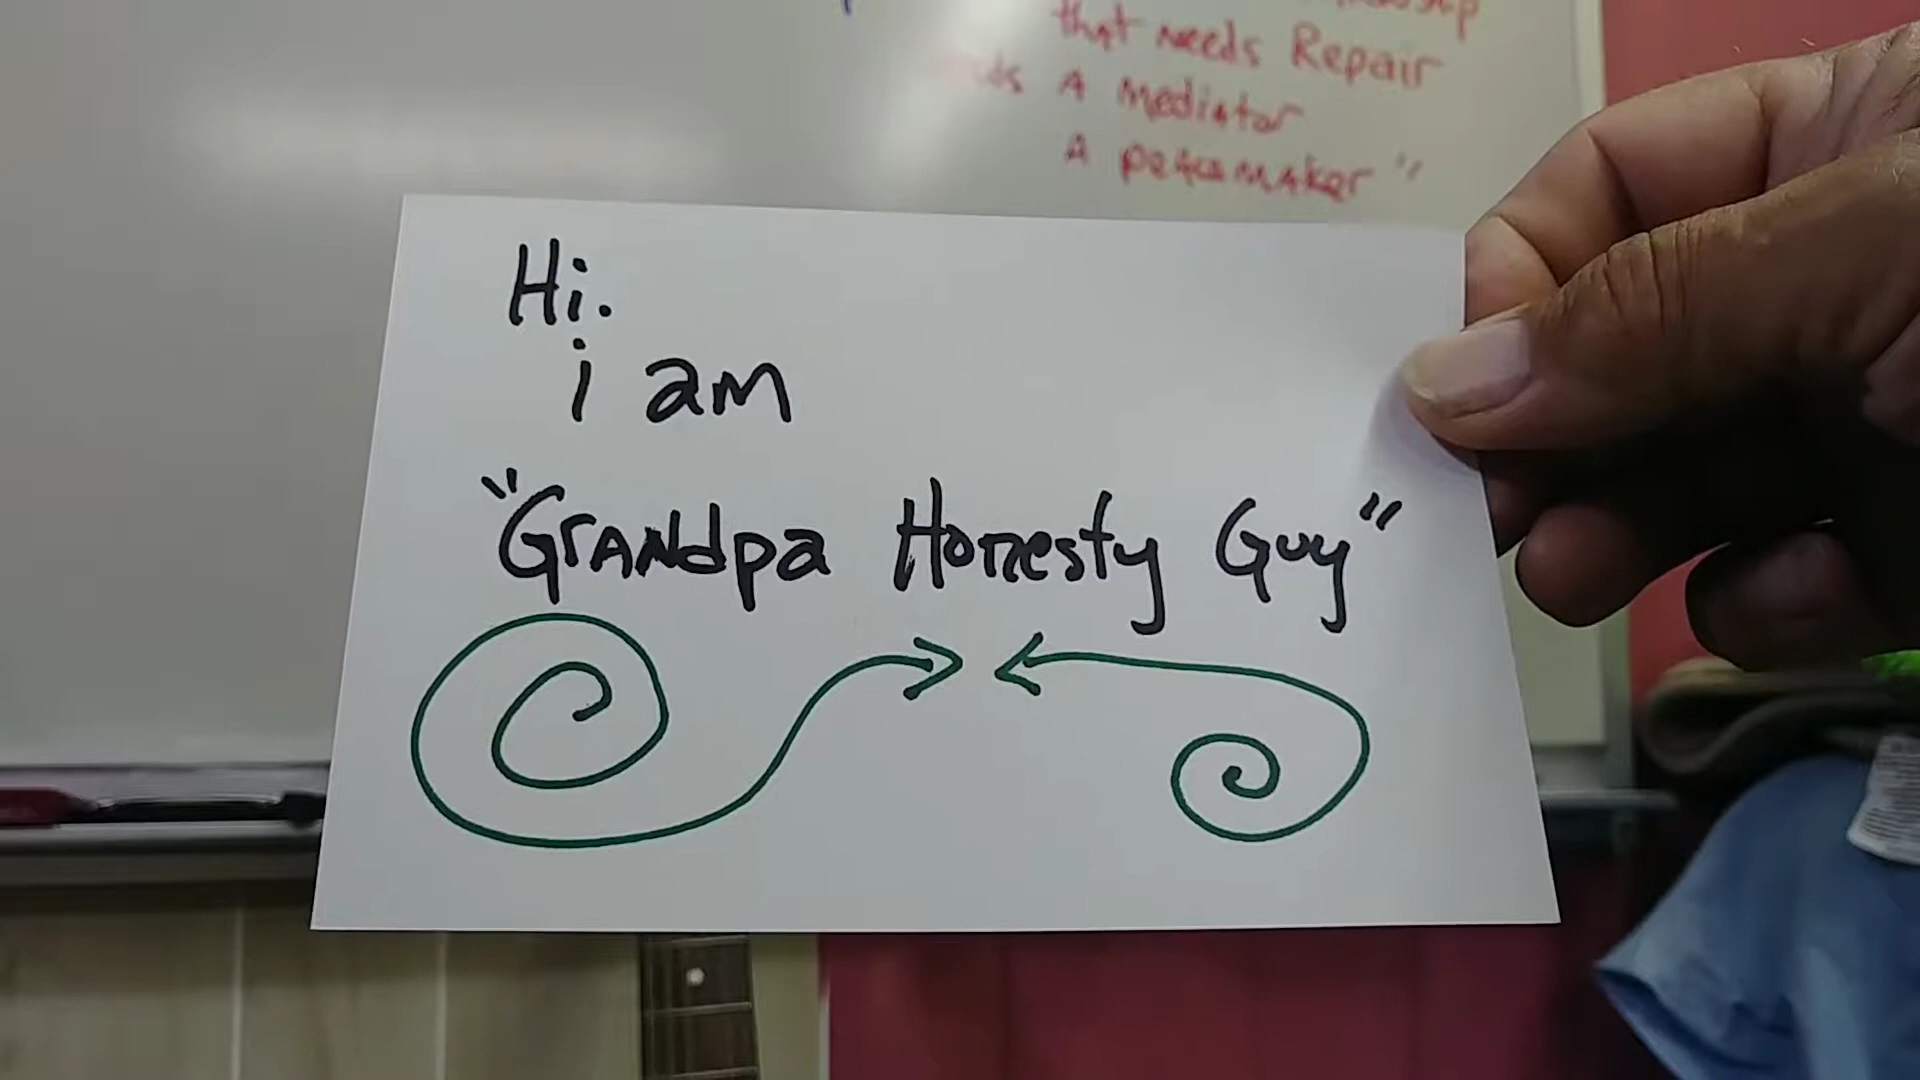 that needs Repair
A mediator
A peacemaker "
Hi.
i am
"Grandpa Honesty Guy"